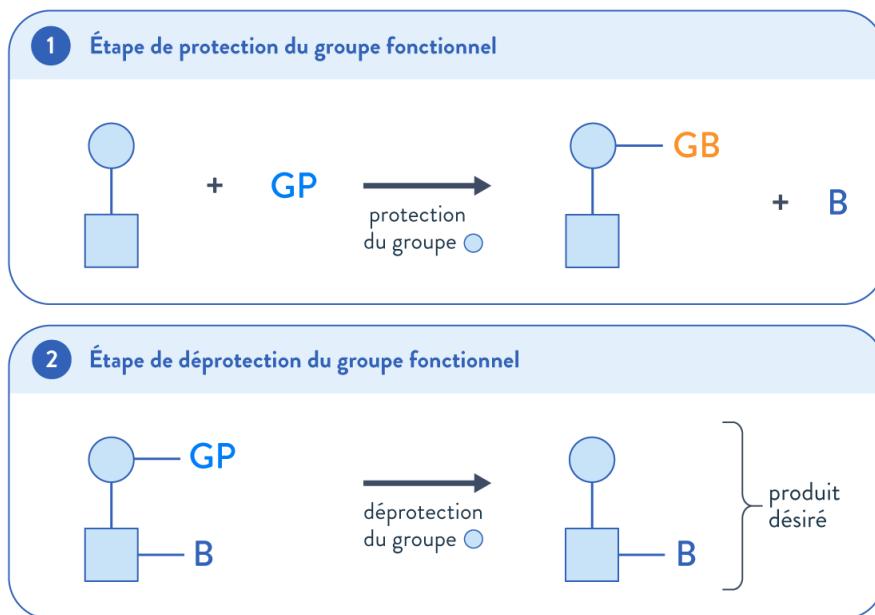 1 Étape de protection du groupe fonctionnel
+ GP
protection
du groupe
GB
+ B
2 Étape de déprotection du groupe fonctionnel
GP
B
déprotection
du groupe
B
produit
désiré